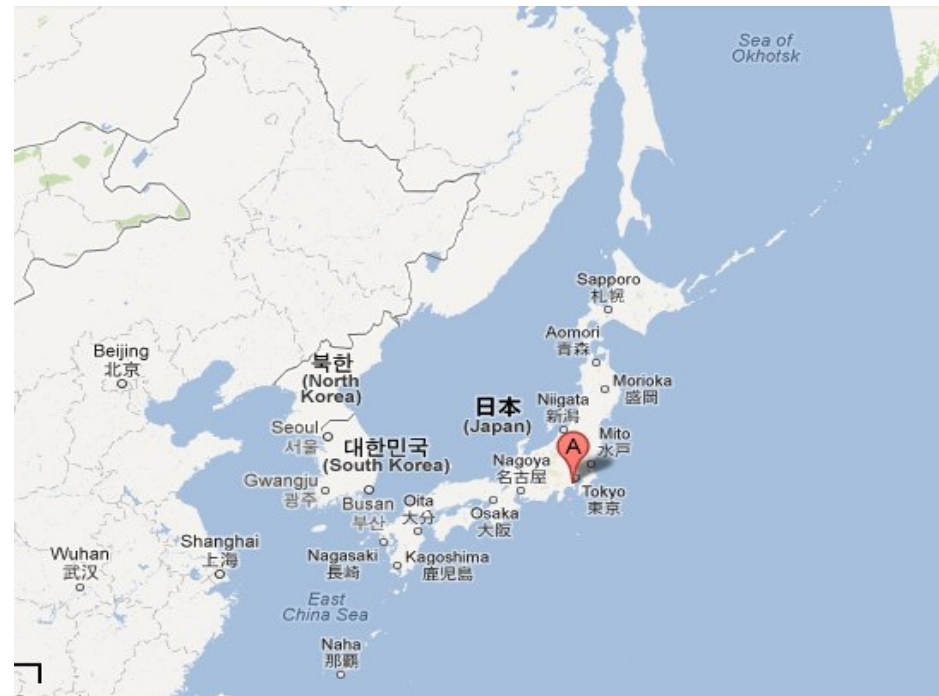 Sea of
Okhotsk
Sapporo
札幌
Aomori
青森
Beijing
北京
북한
(North
Korea)
Morioka
盛岡
Niigata
新潟
日本
(Japan)
Seoul
서울
대한민국
(South Korea)
A
Mito
水戸
Nagoya
名古屋
Gwangju
광주
Busan
부산
Oita
大分
Osaka
大阪
Tokyo
東京
Shanghai
上海
Wuhan
武汉
Nagasaki
長崎
Kagoshima
鹿児島
East
China Sea
Naha
那覇